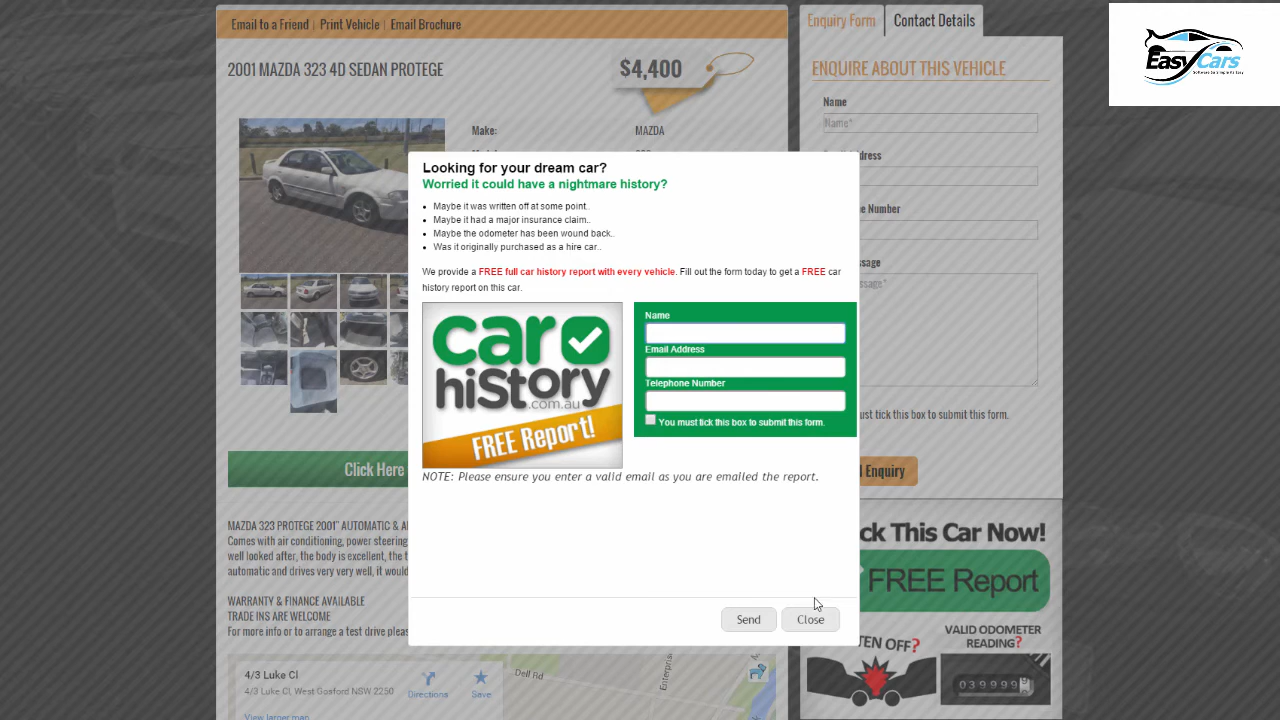 Email to a Friend | Print Vehicle | Email Brochure
Enquiry Form
Contact Details
EasyCars
2001 MAZDA 323 4D SEDAN PROTEGE
$4,400
ENQUIRE ABOUT THIS VEHICLE
Name
Name*
Make:
MAZDA
Looking for your dream car?
Worried it could have a nightmare history?
Maybe it was written off at some point..
Maybe it had a major insurance claim..
Maybe the odometer has been wound back..
Was it originally purchased as a hire car..
We provide a FREE full car history report with every vehicle. Fill out the form today to get a FREE car
history report on this car.
car
history
.com.au
FREE Report!
Name
Email Address
Telephone Number
You must tick this box to submit this form.
NOTE: Please ensure you enter a valid email as you are emailed the report.
Send
Close
dress
e Number
sage
ssage*
ust tick this box to submit this form.
Enquiry
Click Here
MAZDA 323 PROTEGE 2001" AUTOMATIC &
Comes with air conditioning, power steering
well looked after, the body is excellent, the t
automatic and drives very very well, it would
WARRANTY & FINANCE AVAILABLE
TRADE INS ARE WELCOME
For more info or to arrange a test drive pleas
ck This Car Now!
FREE Report
TEN OFF?
VALID ODOMETER
READING?
039999
4/3 Luke Cl
4/3 Luke Cl, West Gosford NSW 2250
Directions
Save
View larger map
Dell Rd
Enterprise